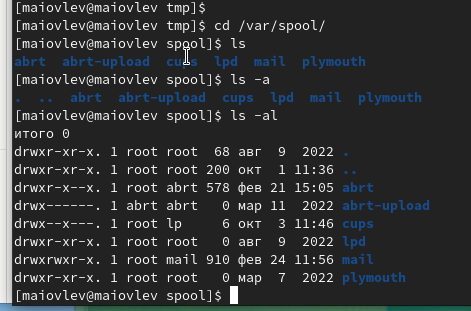 [maiovlev@maiovlev tmp]$
[maiovlev@maiovlev tmp]$ cd /var/spool/
[maiovlev@maiovlev spool]$ ls
abrt  abrt-upload  cups  lpd  mail  plymouth
[maiovlev@maiovlev spool]$ ls -a
.  ..  abrt  abrt-upload  cups  lpd  mail  plymouth
[maiovlev@maiovlev spool]$ ls -al
итого 0
drwxr-xr-x. 1 root root  68 авг  9  2022 .
drwxr-xr-x. 1 root root 200 окт  1 11:36 ..
drwxr-x--x. 1 root abrt 578 фев 21 15:05 abrt
drwx------. 1 abrt abrt   0 мар 11  2022 abrt-upload
drwx--x---. 1 root lp     6 окт  3 11:46 cups
drwxr-xr-x. 1 root root   0 авг  9  2022 lpd
drwxrwxr-x. 1 root mail 910 фев 24 11:56 mail
drwxr-xr-x. 1 root root   0 мар  7  2022 plymouth
[maiovlev@maiovlev spool]$